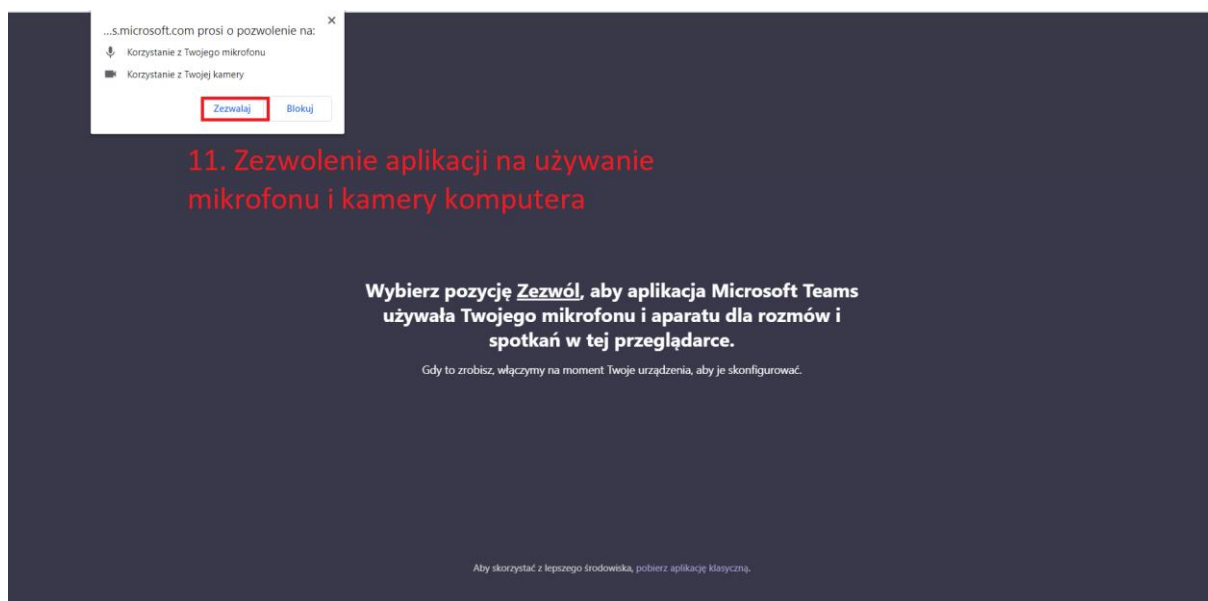 ...s.microsoft.com prosi o pozwolenie na:
Korzystanie z Twojego mikrofonu
Korzystanie z Twojej kamery
Zezwalaj Blokuj
11. Zezwolenie aplikacji na używanie
mikrofonu i kamery komputera
Wybierz pozycję Zezwól, aby aplikacja Microsoft Teams
używała Twojego mikrofonu i aparatu dla rozmów i
spotkań w tej przeglądarce.
Gdy to zrobisz, włączymy na moment Twoje urządzenia, aby je skonfigurować.
Aby skorzystać z lepszego środowiska, pobierz aplikację klasyczną.